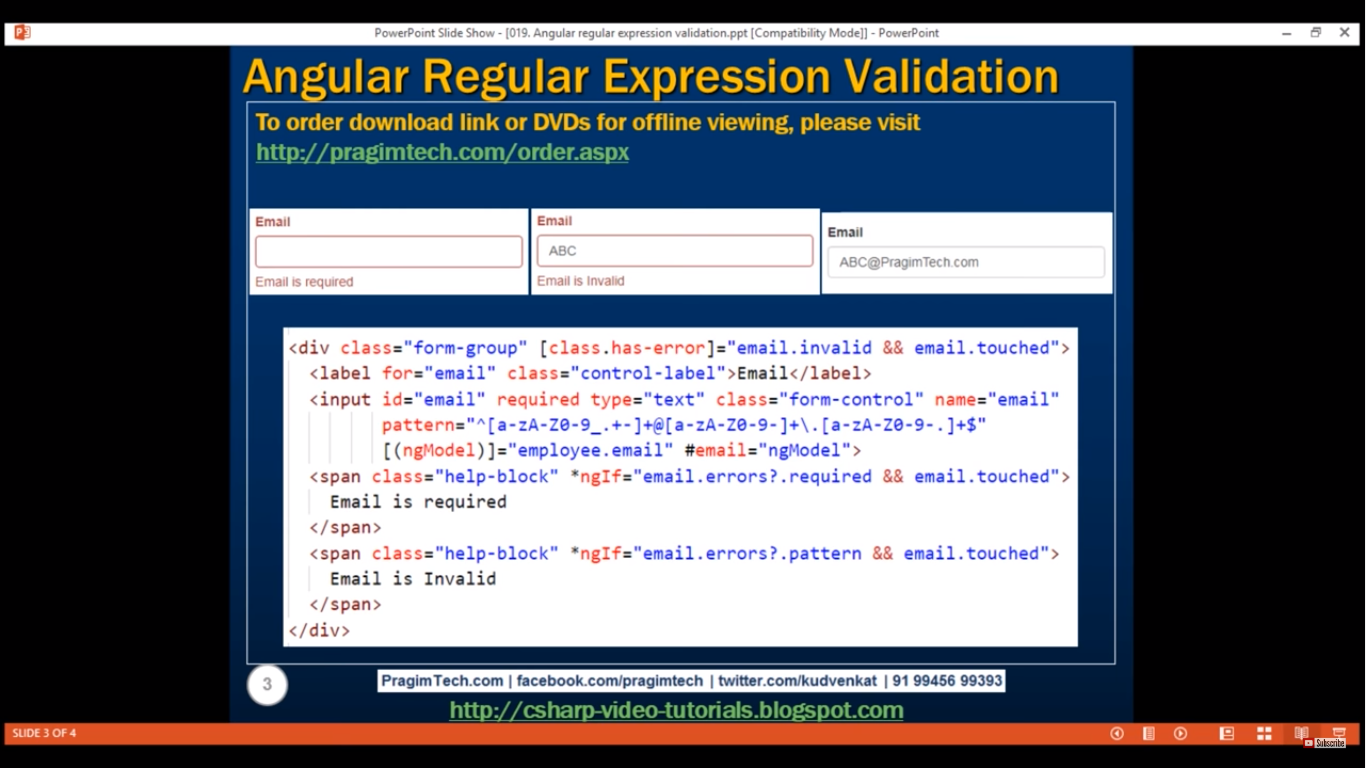 PowerPoint Slide Show - [019. Angular regular expression validation.ppt [Compatibility Mode]] - PowerPoint
Angular Regular Expression Validation
To order download link or DVDs for offline viewing, please visit
http://pragimtech.com/order.aspx
Email
Email is required
Email
ABC
Email is Invalid
Email
ABC@PragimTech.com
<div class="form-group" [class.has-error]="email.invalid && email.touched">
<label for="email" class="control-label">Email</label>
<input id="email" required type="text" class="form-control" name="email"
pattern="^[a-zA-Z0-9_.+-]+@[a-zA-Z0-9-]+\.[a-zA-Z0-9-.]+$"
[(ngModel)]="employee.email" #email="ngModel">
<span class="help-block" *ngIf="email.errors?.required && email.touched">
Email is required
</span>
<span class="help-block" *ngIf="email.errors?.pattern && email.touched">
Email is Invalid
</span>
</div>
3
PragimTech.com | facebook.com/pragimtech | twitter.com/kudvenkat | 91 99456 99393
http://csharp-video-tutorials.blogspot.com
SLIDE 3 OF 4
Subscribe